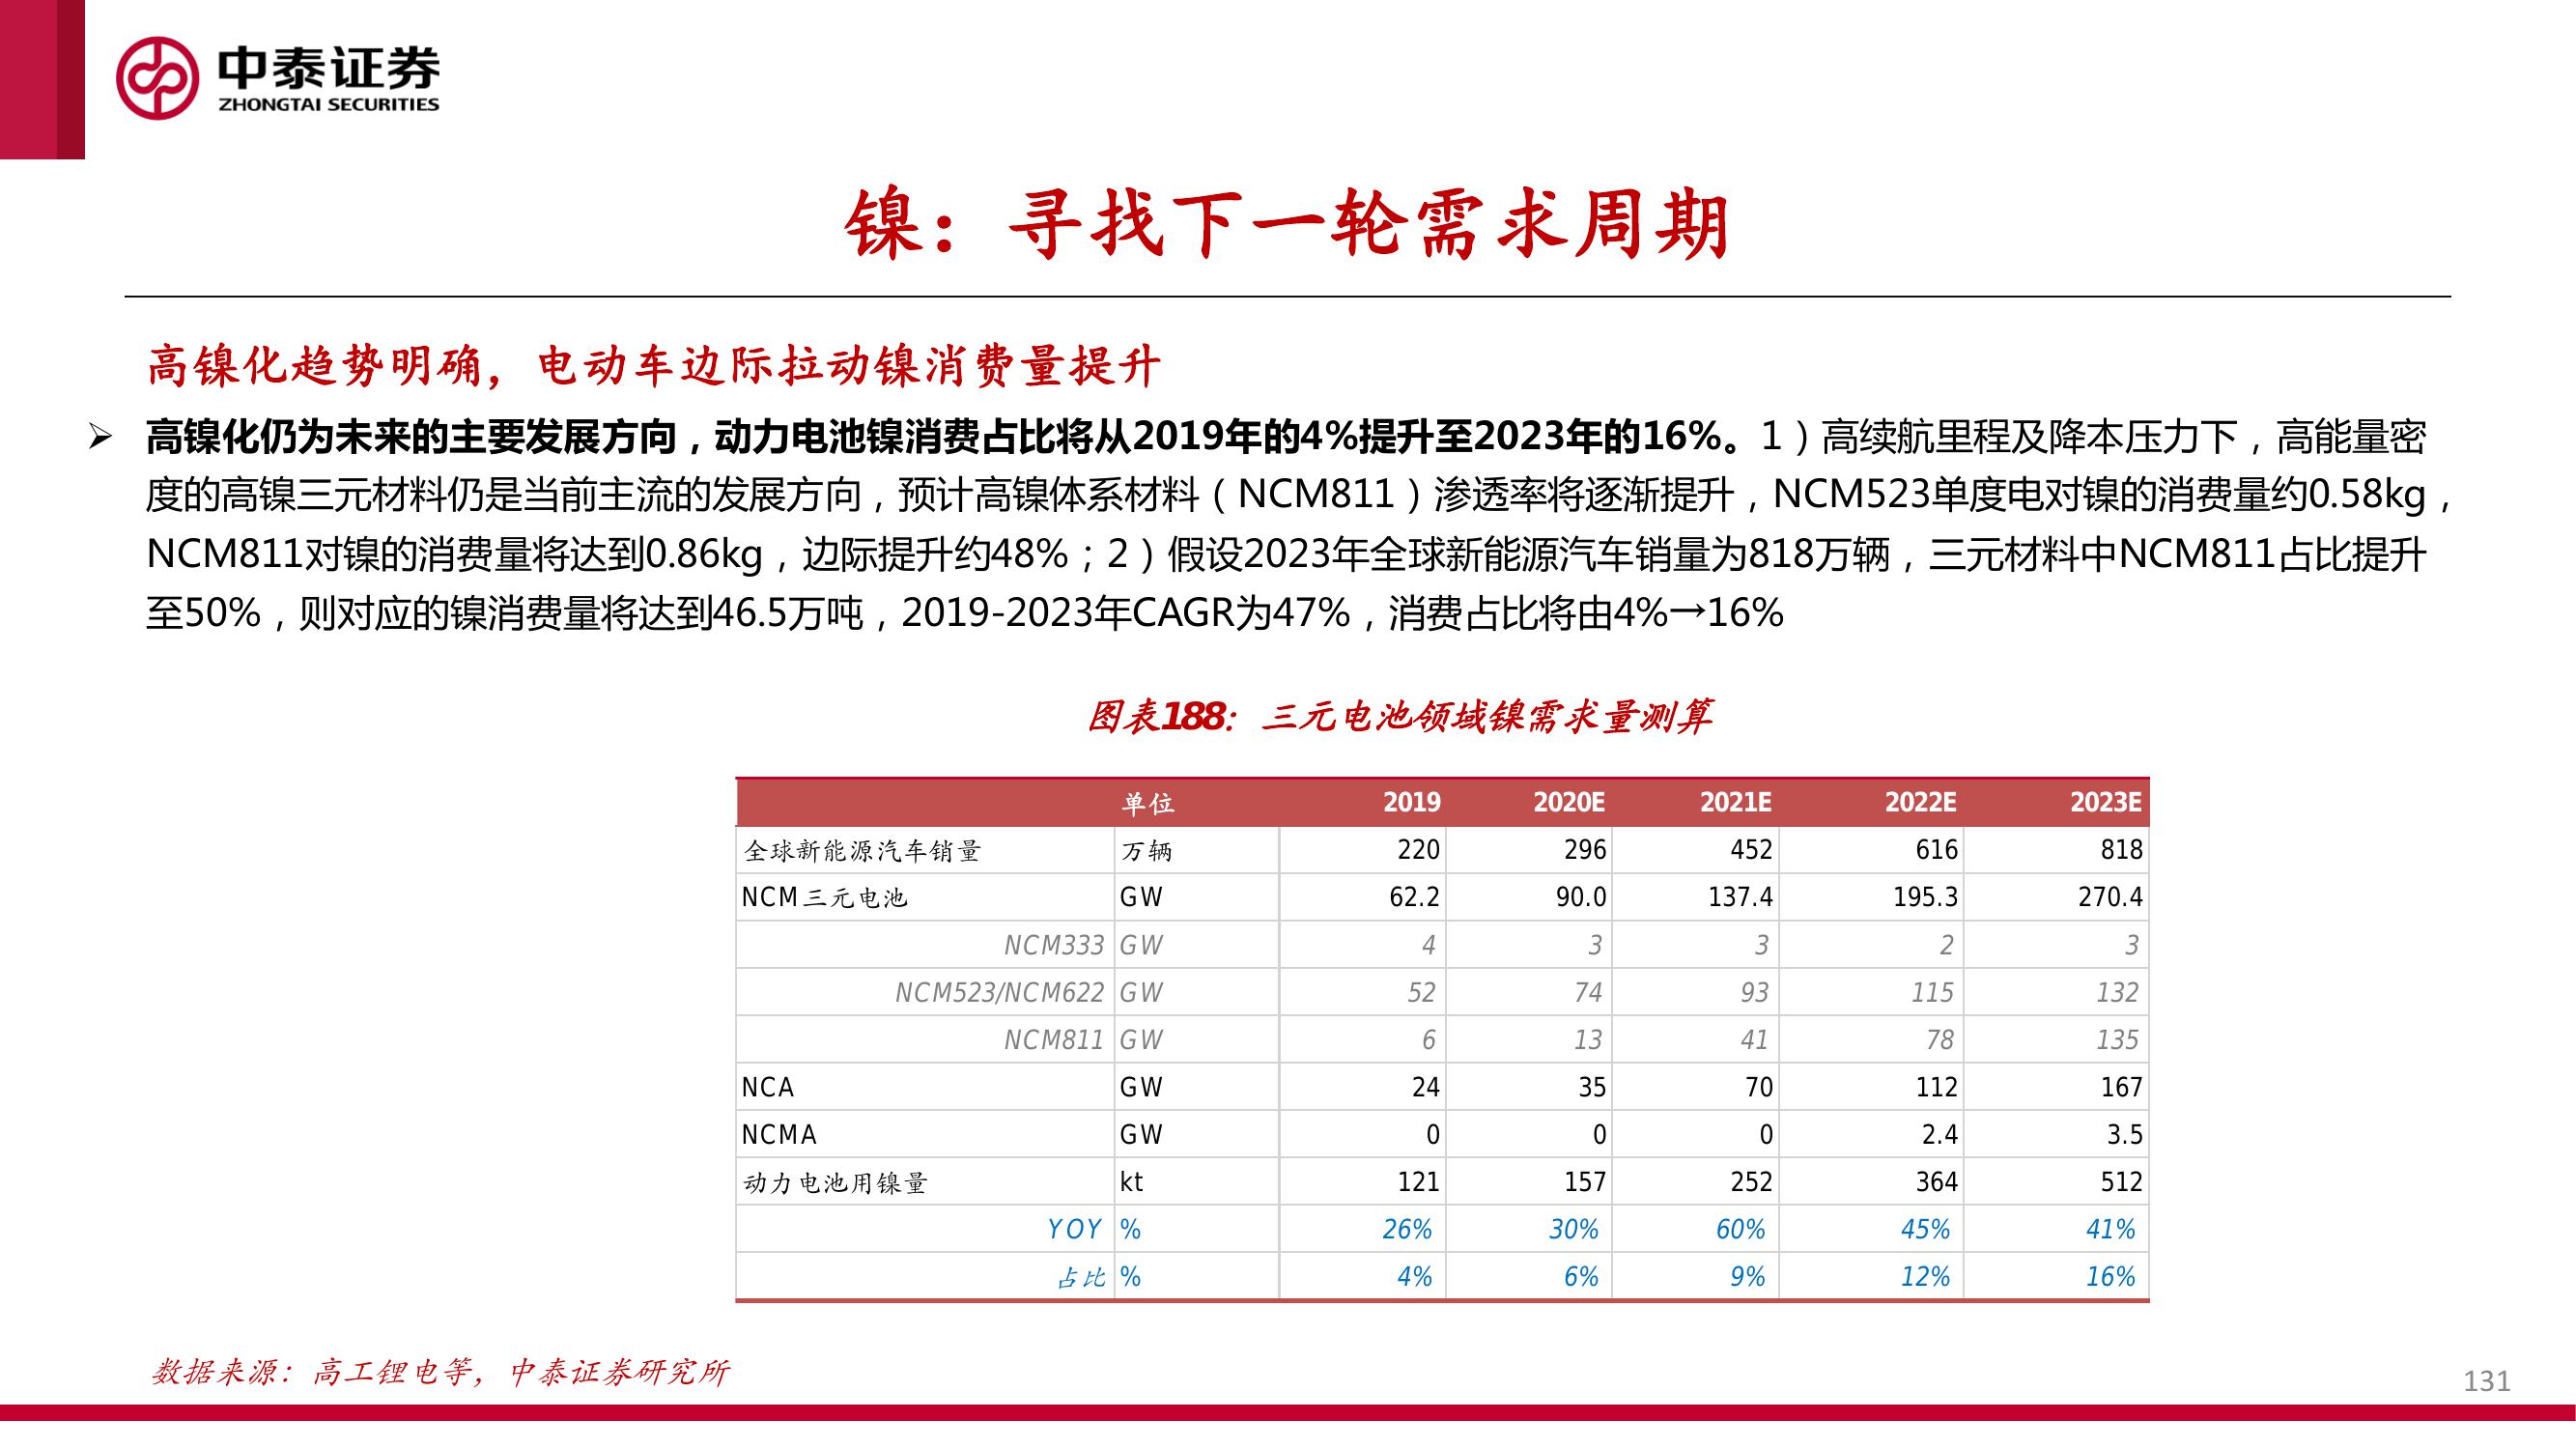 中泰证券
ZHONGTAI SECURITIES
镍：寻找下一轮需求周期
高镍化趋势明确，电动车边际拉动镍消费量提升
➢ 高镍化仍为未来的主要发展方向，动力电池镍消费占比将从2019年的4%提升至2023年的16%。1）高续航里程及降本压力下，高能量密
度的高镍三元材料仍是当前主流的发展方向，预计高镍体系材料（NCM811）渗透率将逐渐提升，NCM523单度电对镍的消费量约0.58kg，
NCM811对镍的消费量将达到0.86kg，边际提升约48%；2）假设2023年全球新能源汽车销量为818万辆，三元材料中NCM811占比提升
至50%，则对应的镍消费量将达到46.5万吨，2019-2023年CAGR为47%，消费占比将由4%→16%
图表188：三元电池领域镍需求量测算
单位 2019 2020E 2021E 2022E 2023E
全球新能源汽车销量 万辆 220 296 452 616 818
NCM三元电池 GW 62.2 90.0 137.4 195.3 270.4
NCM333 GW 4 3 3 2 3
NCM523/NCM622 GW 52 74 93 115 132
NCM811 GW 6 13 41 78 135
NCA GW 24 35 70 112 167
NCMA GW 0 0 0 2.4 3.5
动力电池用镍量 kt 121 157 252 364 512
YOY % 26% 30% 60% 45% 41%
占比 % 4% 6% 9% 12% 16%
数据来源：高工锂电等，中泰证券研究所
131